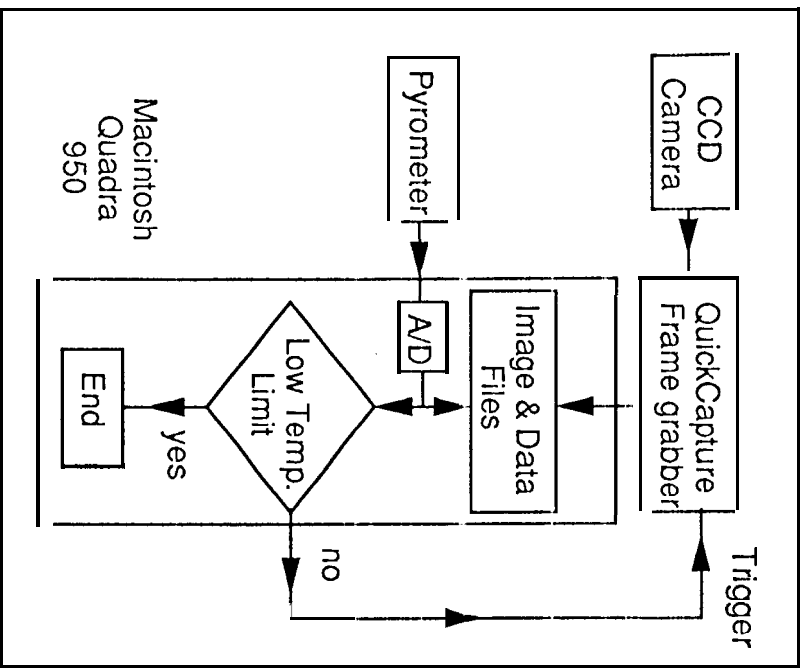 CCD
Camera
QuickCapture
Frame grabber
Trigger
Image & Data
Files
Pyrometer
A/D
Low Temp.
Limit
no
yes
End
Macintosh
Quadra
950